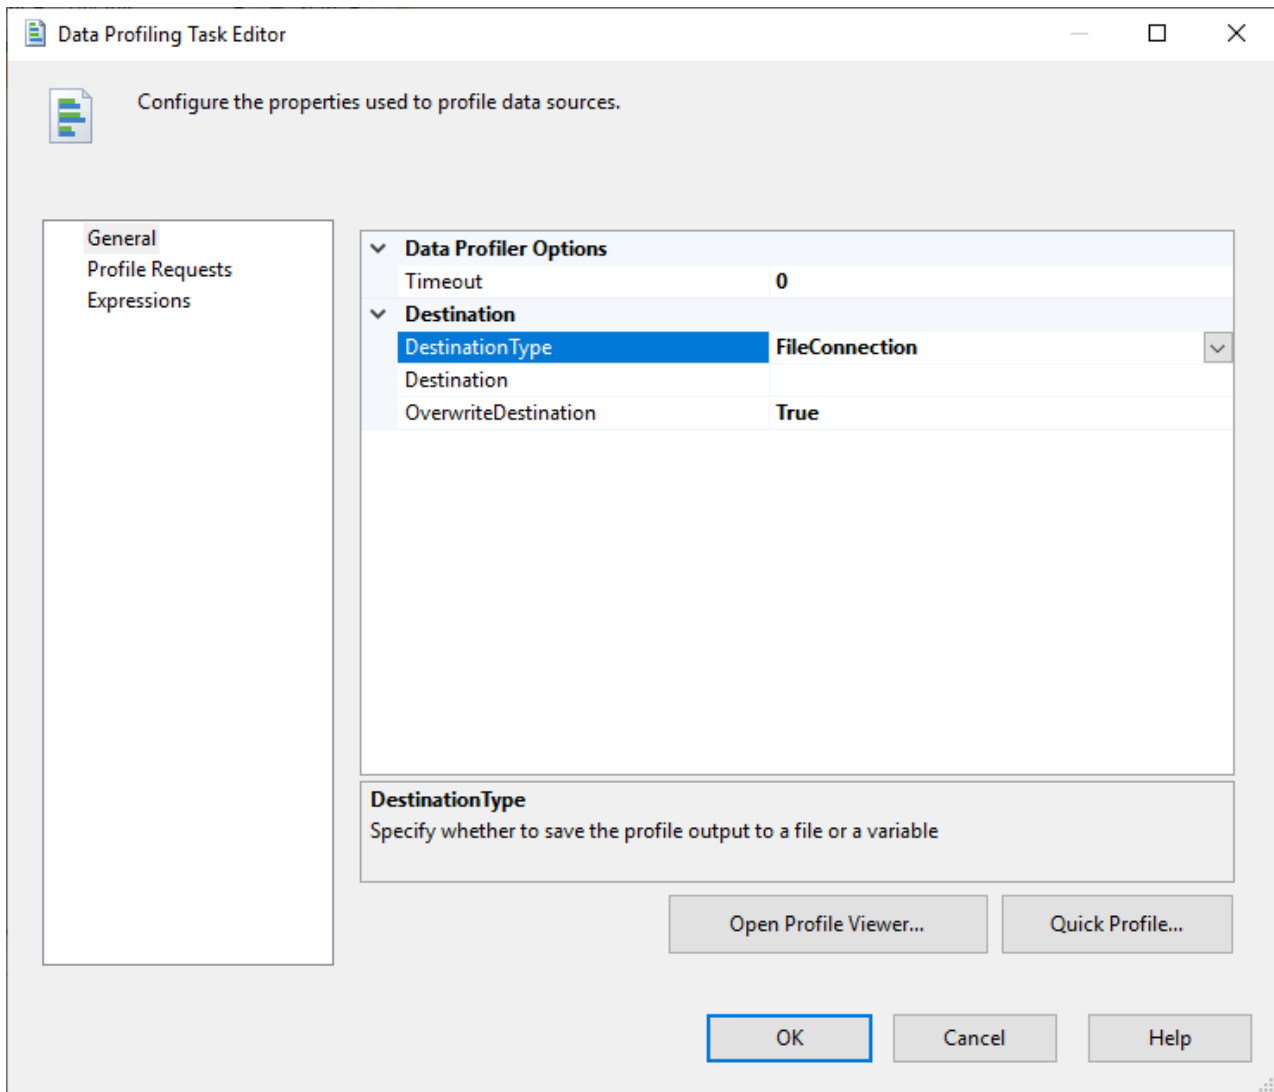 Data Profiling Task Editor
Configure the properties used to profile data sources.
General
Profile Requests
Expressions
Data Profiler Options
Timeout 0
Destination
DestinationType FileConnection
Destination
OverwriteDestination True
DestinationType
Specify whether to save the profile output to a file or a variable
Open Profile Viewer... Quick Profile...
OK Cancel Help